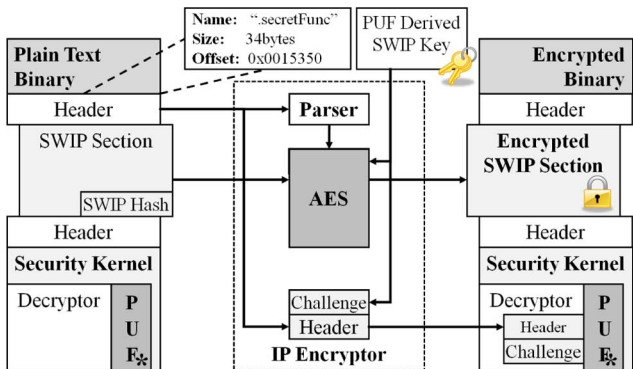 Name: ".secretFunc"
Size: 34bytes
Offset: 0x0015350
PUF Derived
SWIP Key
Plain Text
Binary
Header
SWIP Section
SWIP Hash
Header
Security Kernel
Decryptor
P
U
F*
Parser
AES
Challenge
Header
IP Encryptor
Encrypted
Binary
Header
Encrypted
SWIP Section
Header
Security Kernel
Decryptor
Header
Challenge
P
U
F*